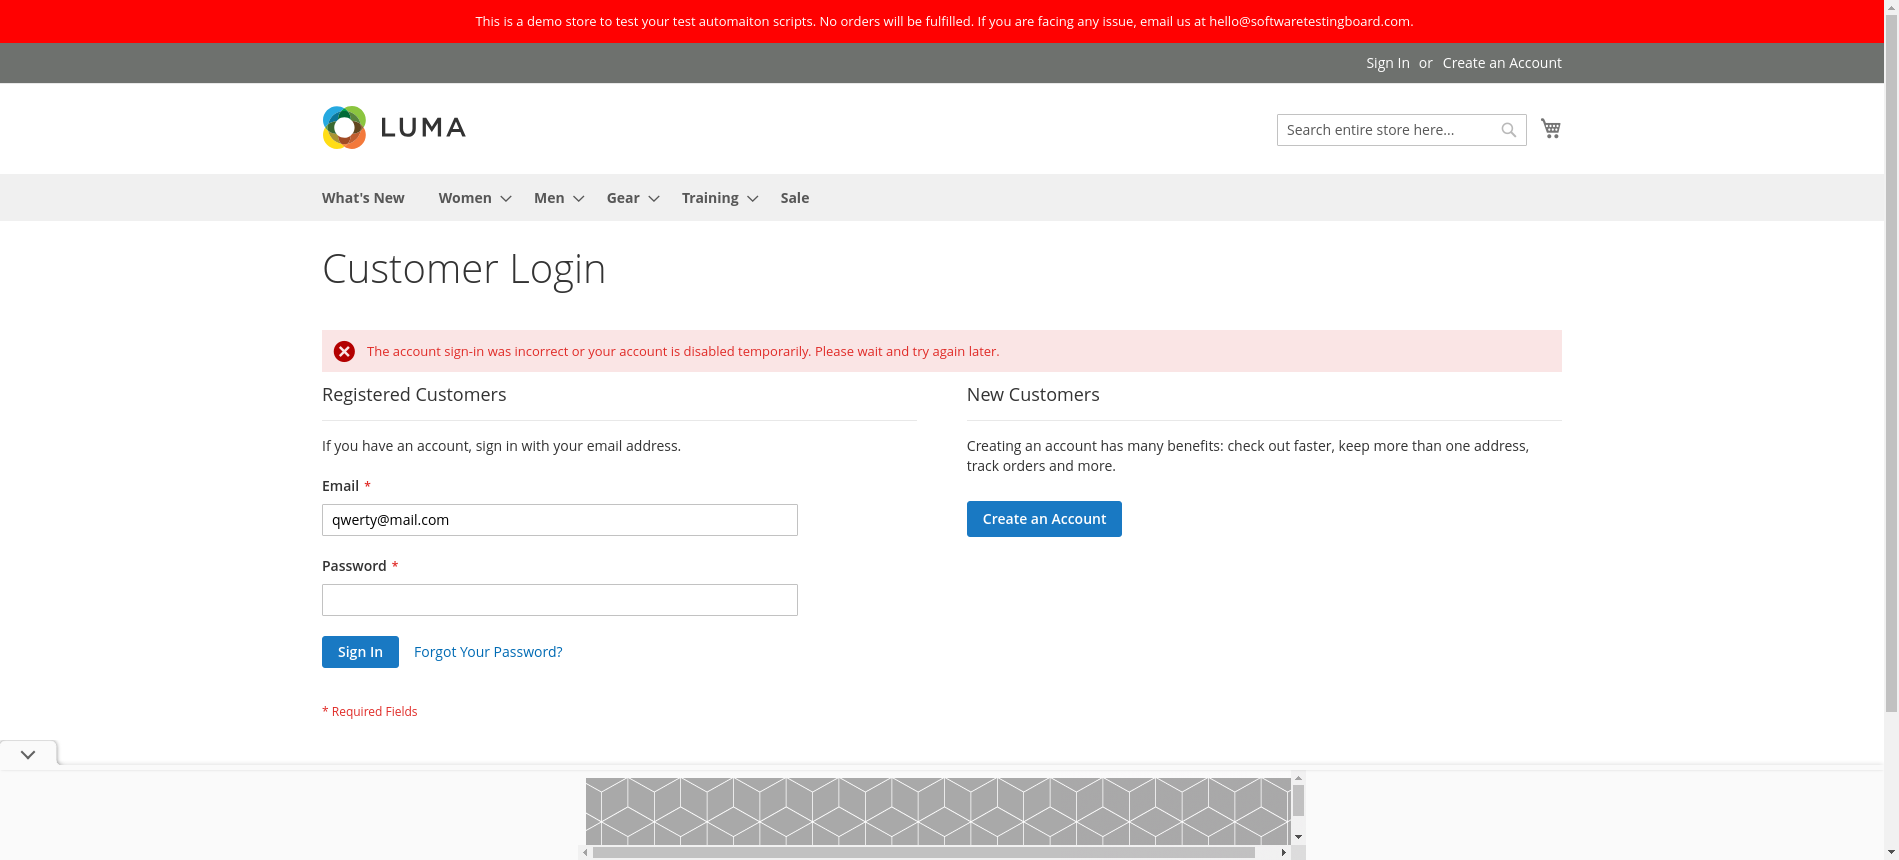 This is a demo store to test your test automaiton scripts. No orders will be fulfilled. If you are facing any issue, email us at hello@softwaretestingboard.com.
Sign In or Create an Account
LUMA
Search entire store here...
What's New Women Men Gear Training Sale
Customer Login
The account sign-in was incorrect or your account is disabled temporarily. Please wait and try again later.
Registered Customers
If you have an account, sign in with your email address.
Email *
qwerty@mail.com
Password *
Sign In Forgot Your Password?
* Required Fields
New Customers
Creating an account has many benefits: check out faster, keep more than one address,
track orders and more.
Create an Account